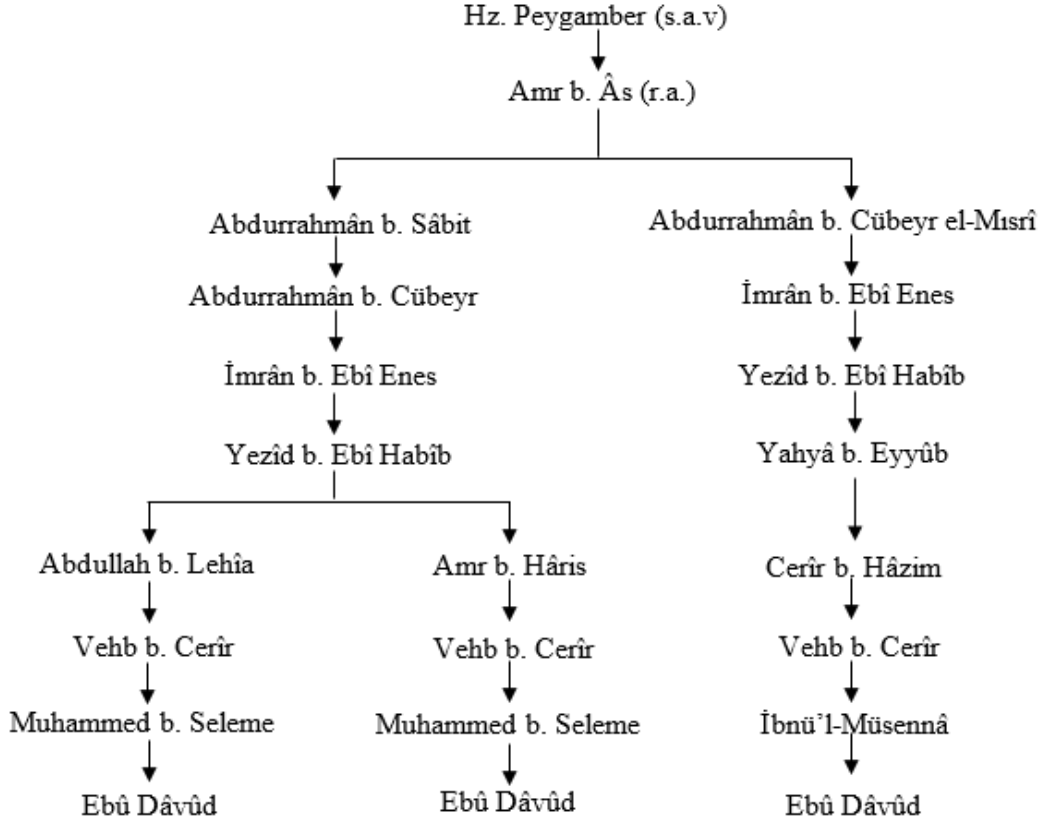 Hz. Peygamber (s.a.v)
Amr b. Âs (r.a.)
Abdurrahmân b. Sâbit
Abdurrahmân b. Cübeyr el-Mısrî
Abdurrahmân b. Cübeyr
İmrân b. Ebî Enes
İmrân b. Ebî Enes
Yezîd b. Ebî Habîb
Yezîd b. Ebî Habîb
Yahyâ b. Eyyûb
Abdullah b. Lehîa
Amr b. Hâris
Cerîr b. Hâzim
Vehb b. Cerîr
Vehb b. Cerîr
Vehb b. Cerîr
Muhammed b. Seleme
Muhammed b. Seleme
İbnü’l-Müsennâ
Ebû Dâvûd
Ebû Dâvûd
Ebû Dâvûd